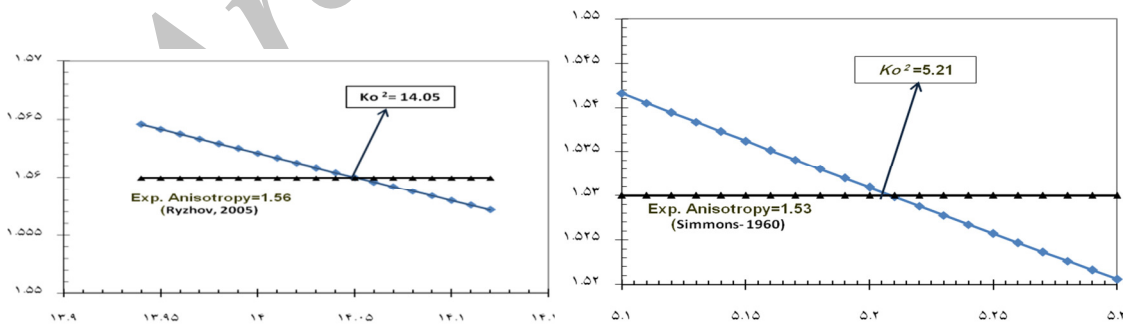 ۱.۵۷
Ko ²= 14.05
۱.۵۶۵
۱.۵۶
Exp. Anisotropy=1.56
(Ryzhov, 2005)
۱.۵۵۵
۱.۵۵
۱۳.۹ ۱۳.۹۵ ۱۴ ۱۴.۰۵ ۱۴.۱
۱.۵۵
۱.۵۴۵
Ko ²=5.21
۱.۵۴
۱.۵۳۵
۱.۵۳
Exp. Anisotropy=1.53
(Simmons- 1960)
۱.۵۲۵
۱.۵۲
۵.۱ ۵.۱۵ ۵.۲ ۵.۲۵